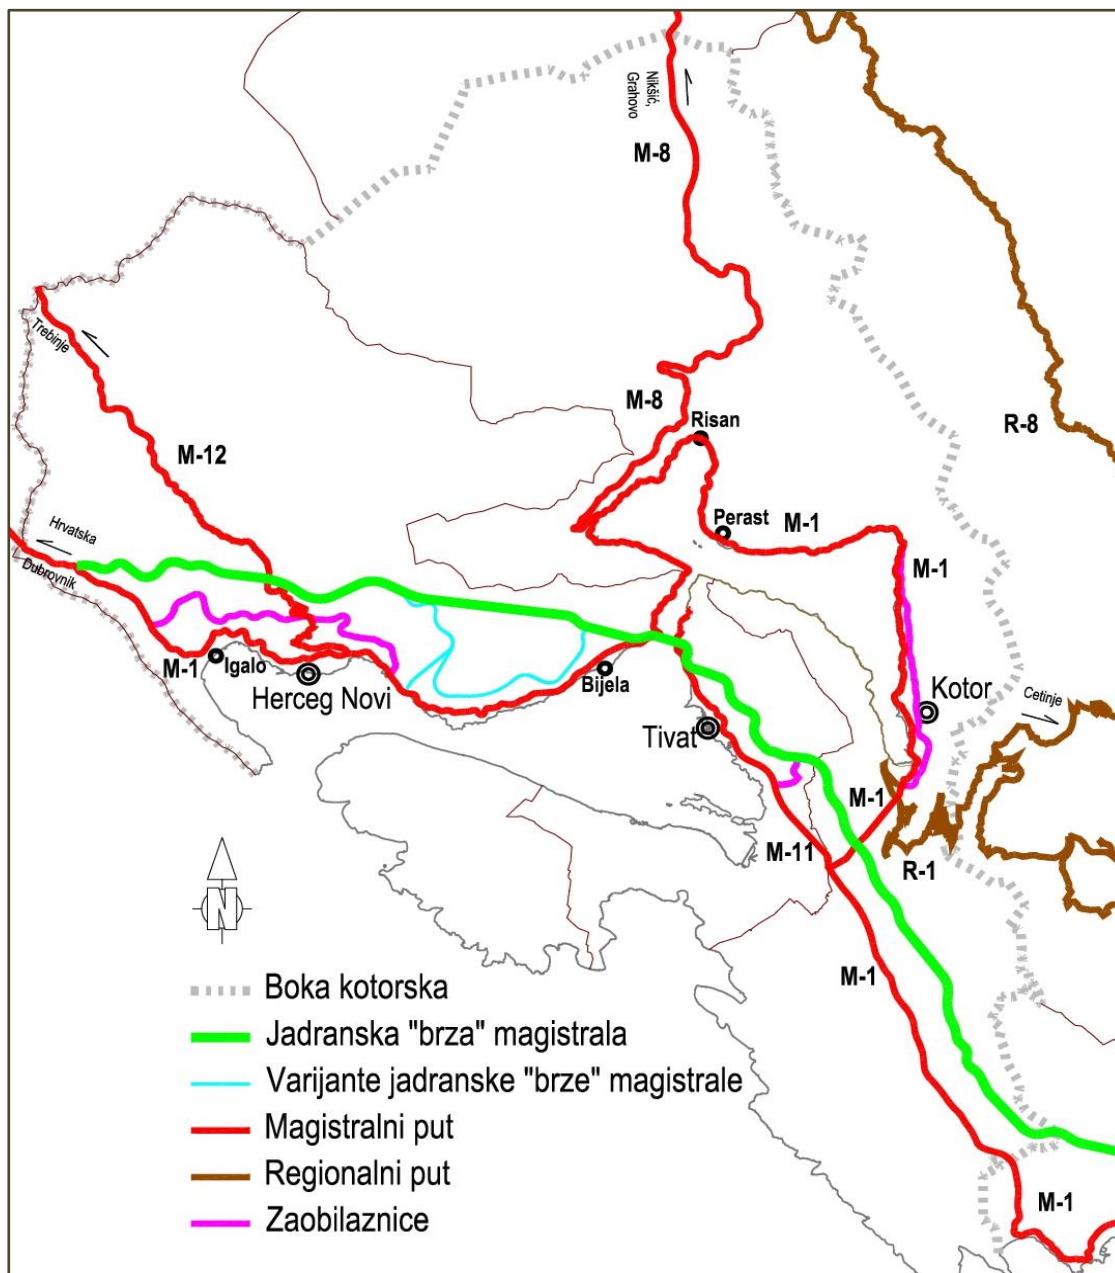 Nikšić,
Grahovo
M-8
Trebinje
M-8
Risan
R-8
M-12
Perast
M-1
Hrvatska
Dubrovnik
M-1
M-1
Igalo
Herceg Novi
Bijela
Kotor
Cetinje
Tivat
M-1
M-11
R-1
N
M-1
Boka kotorska
Jadranska "brza" magistrala
Varijante jadranske "brze" magistrale
Magistralni put
Regionalni put
Zaobilaznice
M-1